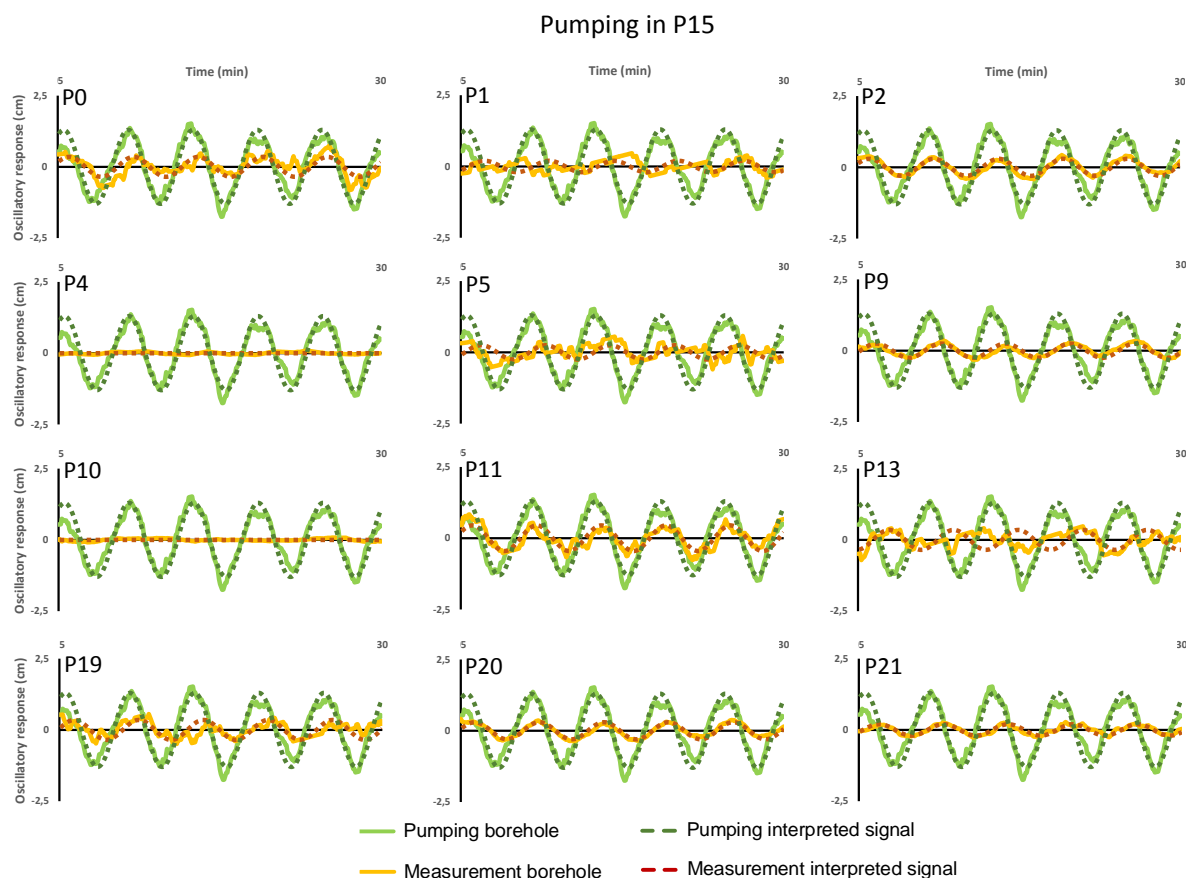 Pumping in P15
Time (min) Time (min) Time (min)
5 30 5 30 5 30
2,5 2,5 2,5
P0 P1 P2
Oscillatory response (cm)
0 0 0
-2,5 -2,5 -2,5
5 30 5 30 5 30
2,5 2,5 2,5
P4 P5 P9
Oscillatory response (cm)
0 0 0
-2,5 -2,5 -2,5
5 30 5 30 5 30
2,5 2,5 2,5
P10 P11 P13
Oscillatory response (cm)
0 0 0
-2,5 -2,5 -2,5
5 30 5 30 5 30
2,5 2,5 2,5
P19 P20 P21
Oscillatory response (cm)
0 0 0
-2,5 -2,5 -2,5
Pumping borehole Pumping interpreted signal
Measurement borehole Measurement interpreted signal